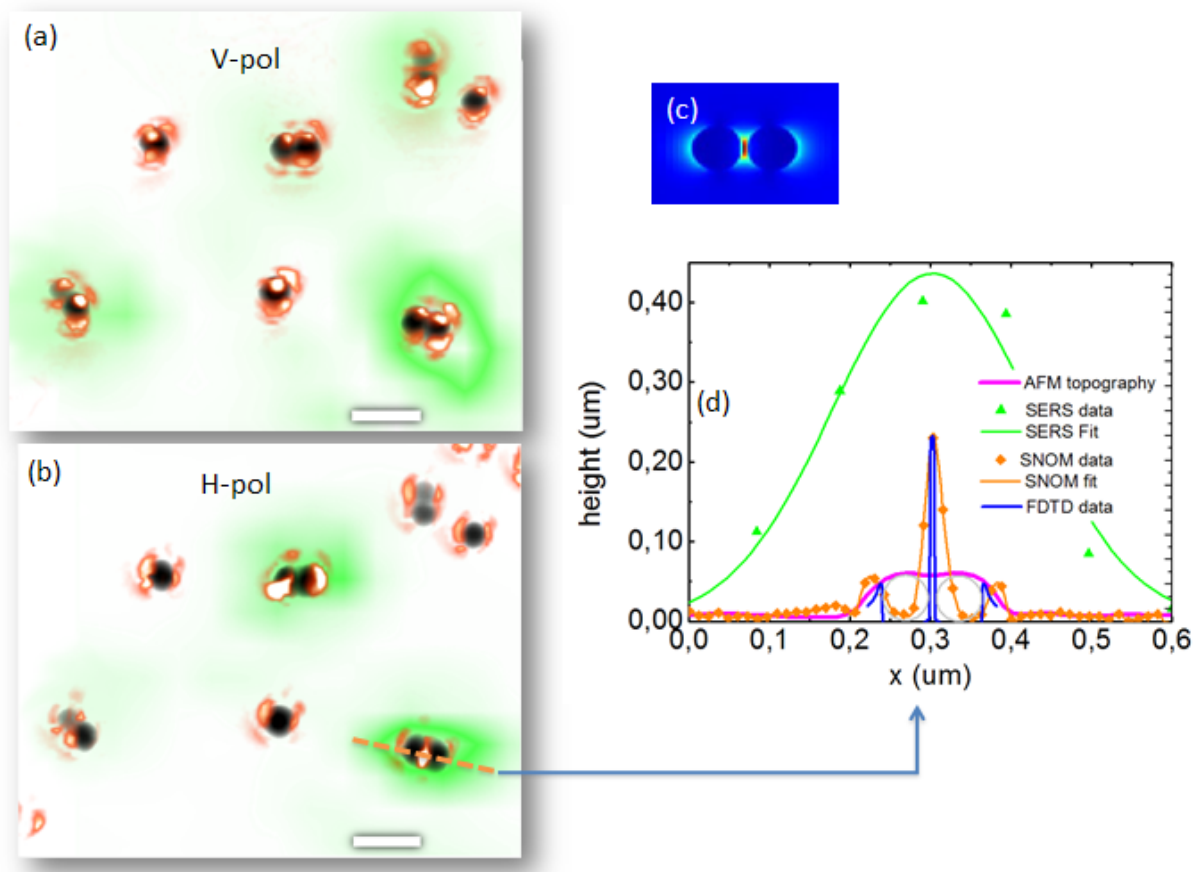 (a)
V-pol
(b)
H-pol
(c)
(d)
height (um)
0,40
0,30
0,20
0,10
0,00
0,0 0,1 0,2 0,3 0,4 0,5 0,6
x (um)
AFM topography
SERS data
SERS Fit
SNOM data
SNOM fit
FDTD data